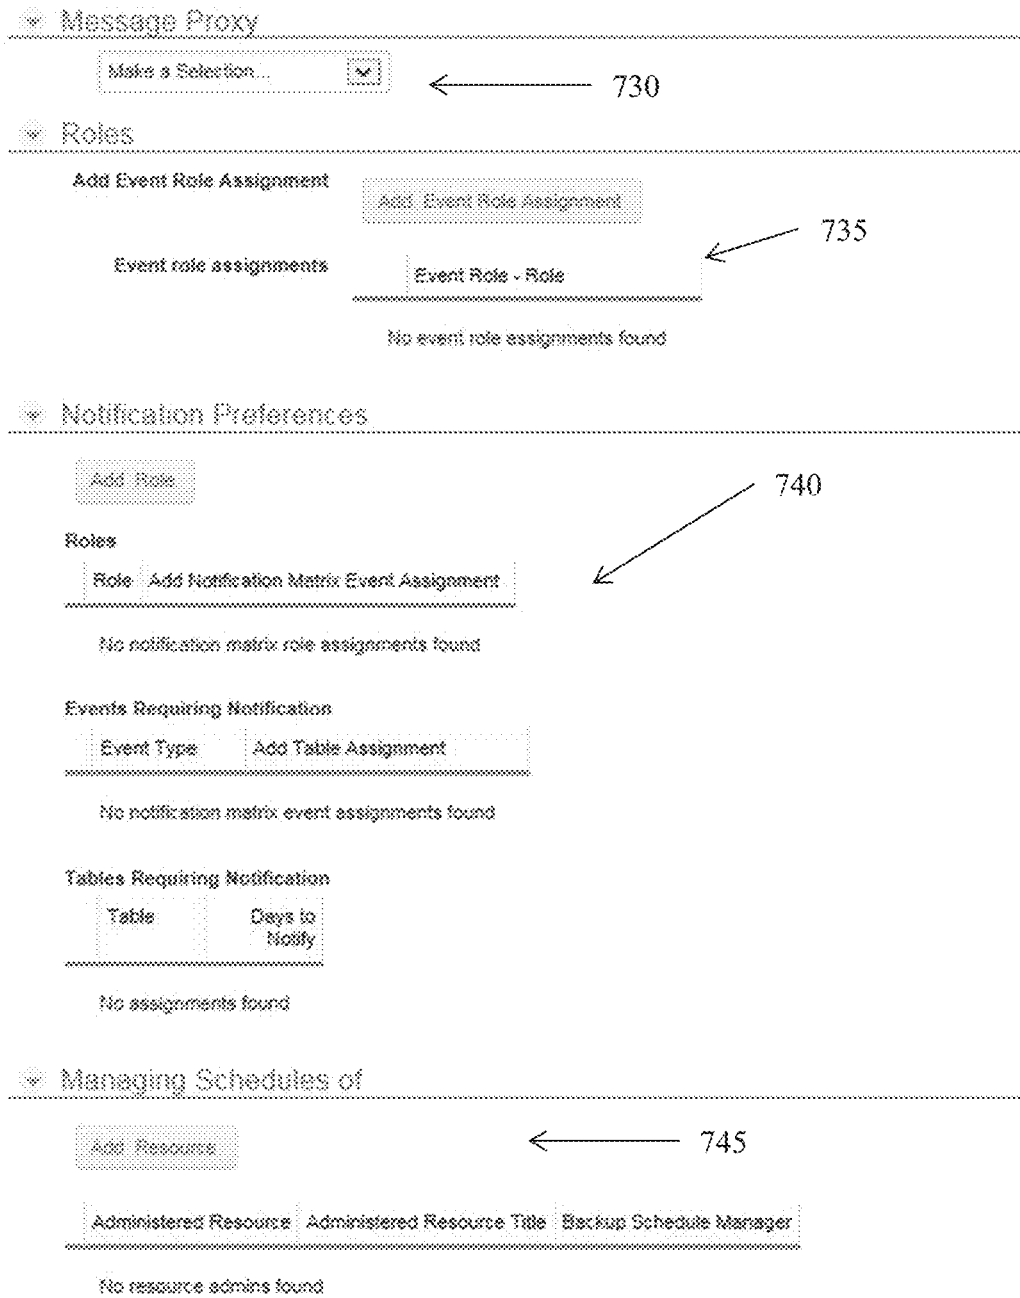 Message Proxy
Make a Selection...
730
Roles
Add Event Role Assignment
Add Event Role Assignment
735
Event role assignments
Event Role - Role
No event role assignments found
Notification Preferences
Add Role
740
Roles
Role Add Notification Matrix Event Assignment
No notification matrix role assignments found
Events Requiring Notification
Event Type Add Table Assignment
No notification matrix event assignments found
Tables Requiring Notification
Table Days to
Notify
No assignments found
Managing Schedules of
Add Resource
745
Administered Resource Administered Resource Title Backup Schedule Manager
No resource admins found